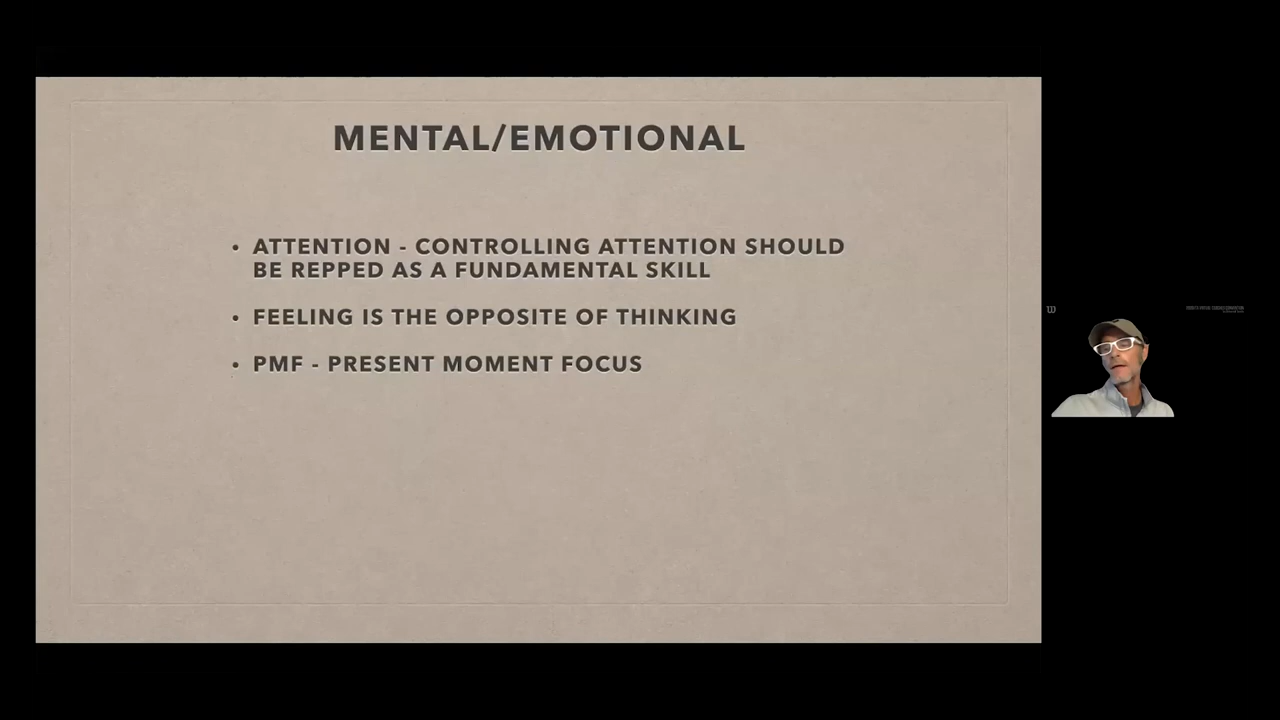 MENTAL/EMOTIONAL
• ATTENTION - CONTROLLING ATTENTION SHOULD
BE REPPED AS A FUNDAMENTAL SKILL
• FEELING IS THE OPPOSITE OF THINKING
• PMF - PRESENT MOMENT FOCUS
W